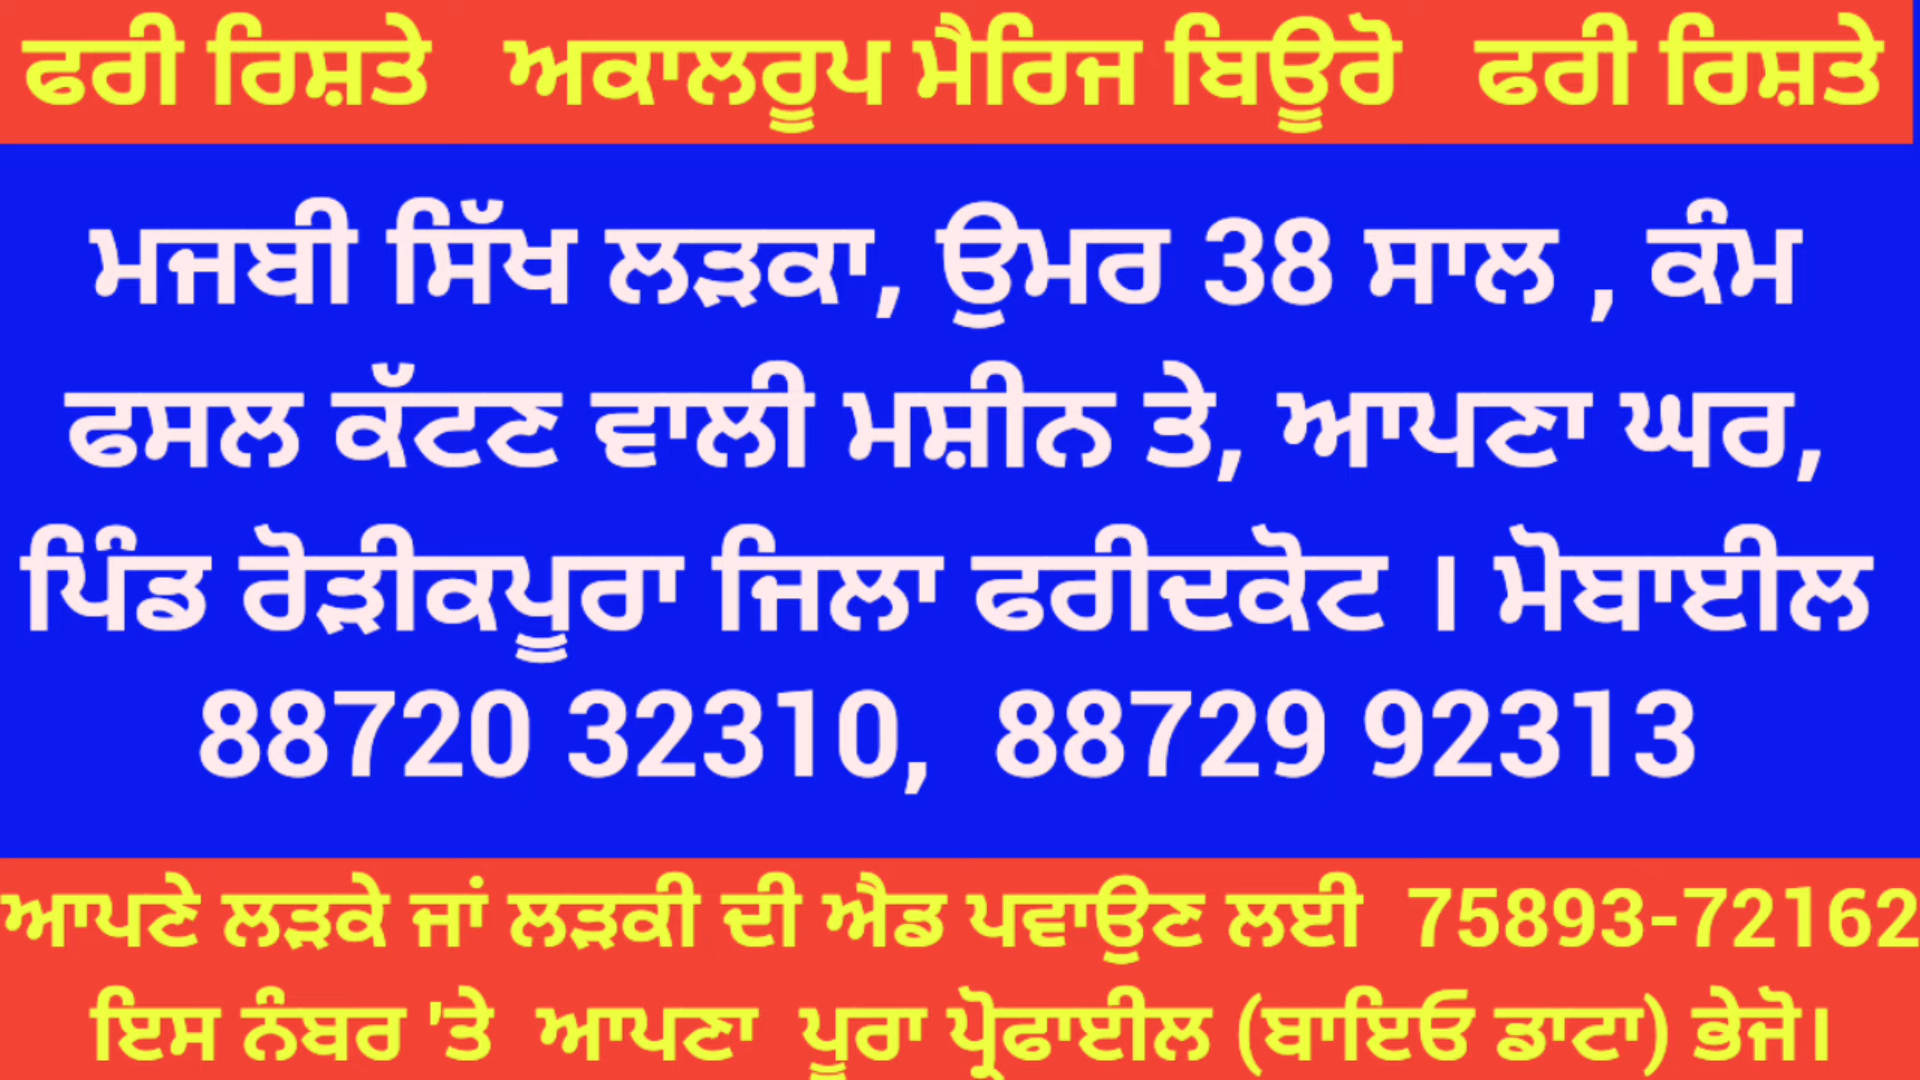 ਫਰੀ ਰਿਸ਼ਤੇ ਅਕਾਲਰੂਪ ਮੈਰਿਜ ਬਿਊਰੋ ਫਰੀ ਰਿਸ਼ਤੇ
ਮਜਬੀ ਸਿੱਖ ਲੜਕਾ, ਉਮਰ 38 ਸਾਲ , ਕੰਮ
ਫਸਲ ਕੱਟਣ ਵਾਲੀ ਮਸ਼ੀਨ ਤੇ, ਆਪਣਾ ਘਰ,
ਪਿੰਡ ਰੋੜੀਕਪੂਰਾ ਜਿਲਾ ਫਰੀਦਕੋਟ । ਮੋਬਾਈਲ
88720 32310, 88729 92313
ਆਪਣੇ ਲੜਕੇ ਜਾਂ ਲੜਕੀ ਦੀ ਐਡ ਪਵਾਉਣ ਲਈ 75893-72162
ਇਸ ਨੰਬਰ 'ਤੇ ਆਪਣਾ ਪੂਰਾ ਪ੍ਰੋਫਾਈਲ (ਬਾਇਓ ਡਾਟਾ) ਭੇਜੋ।